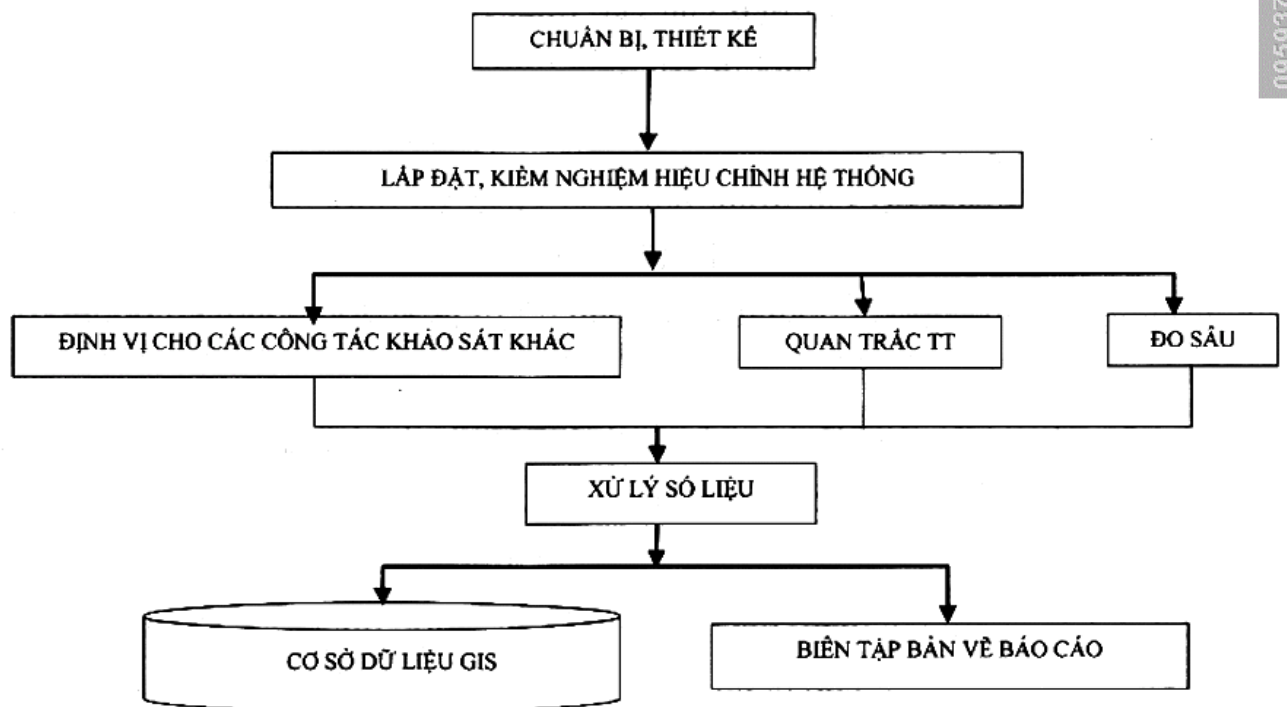 CHUẨN BỊ, THIẾT KẾ
LẮP ĐẶT, KIỂM NGHIỆM HIỆU CHỈNH HỆ THỐNG
ĐỊNH VỊ CHO CÁC CÔNG TÁC KHẢO SÁT KHÁC
QUAN TRẮC TT
ĐO SÂU
XỬ LÝ SỐ LIỆU
CƠ SỞ DỮ LIỆU GIS
BIÊN TẬP BẢN VẼ BÁO CÁO